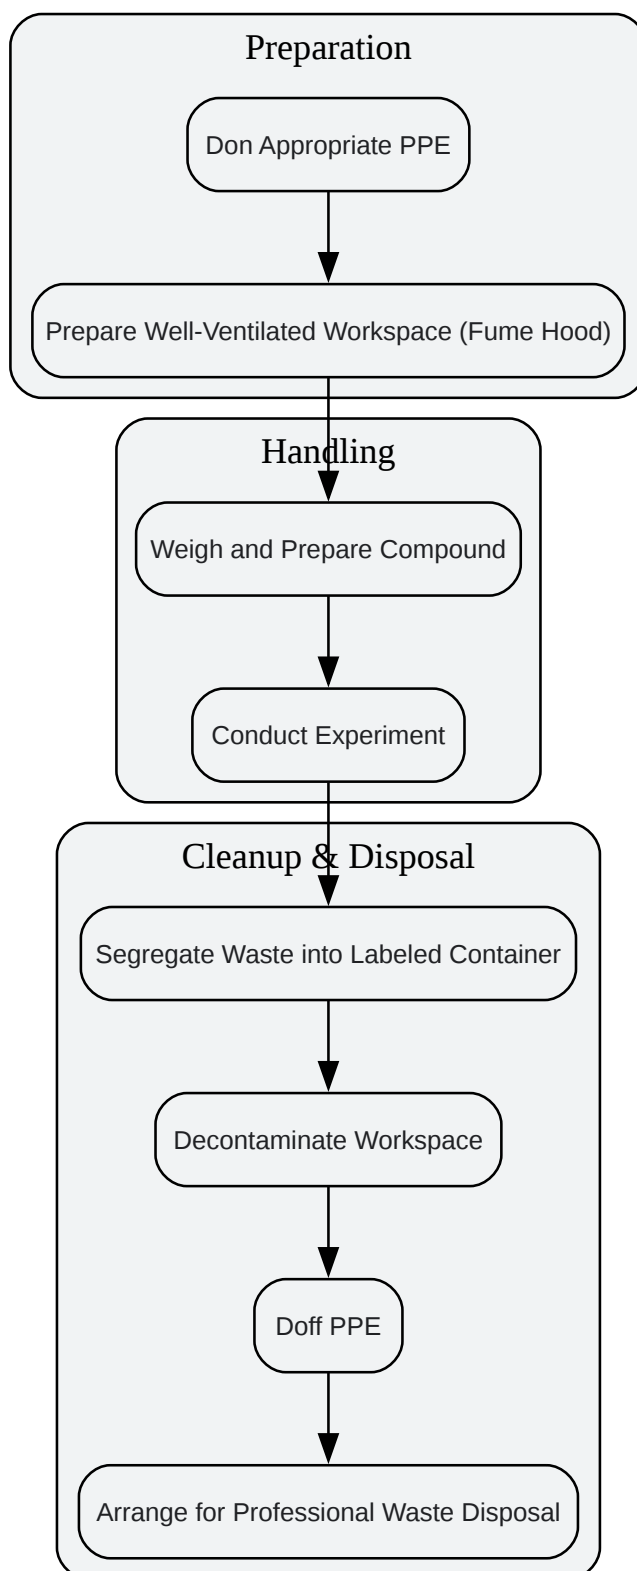 Preparation
Don Appropriate PPE
Prepare Well-Ventilated Workspace (Fume Hood)
Handling
Weigh and Prepare Compound
Conduct Experiment
Cleanup & Disposal
Segregate Waste into Labeled Container
Decontaminate Workspace
Doff PPE
Arrange for Professional Waste Disposal